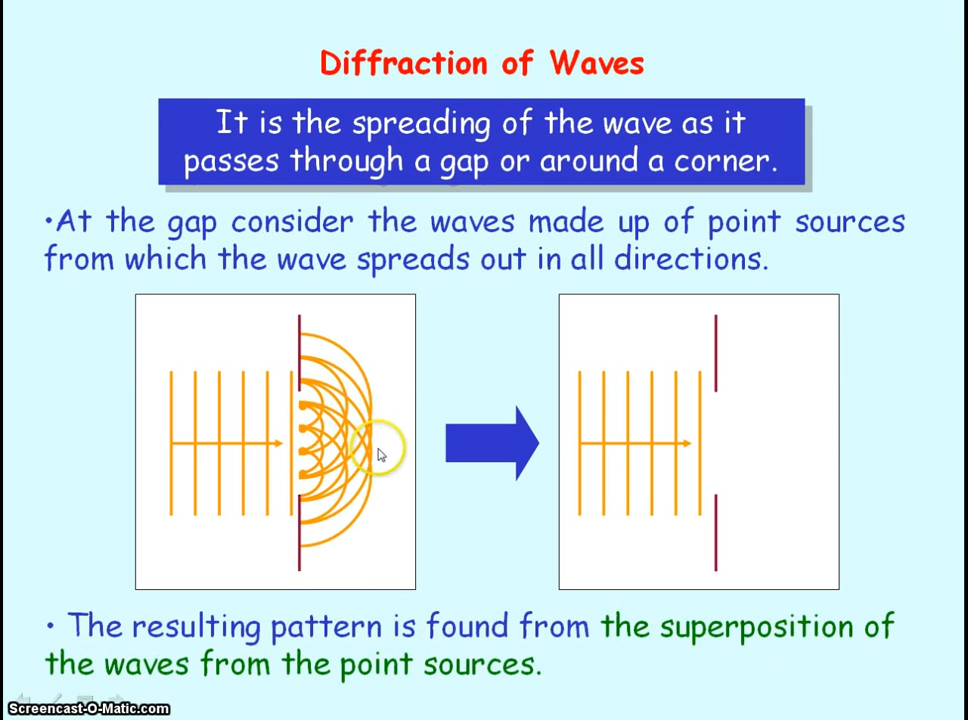 Diffraction of Waves
It is the spreading of the wave as it
passes through a gap or around a corner.
•At the gap consider the waves made up of point sources
from which the wave spreads out in all directions.
• The resulting pattern is found from the superposition of
the waves from the point sources.
Screencast-O-Matic.com